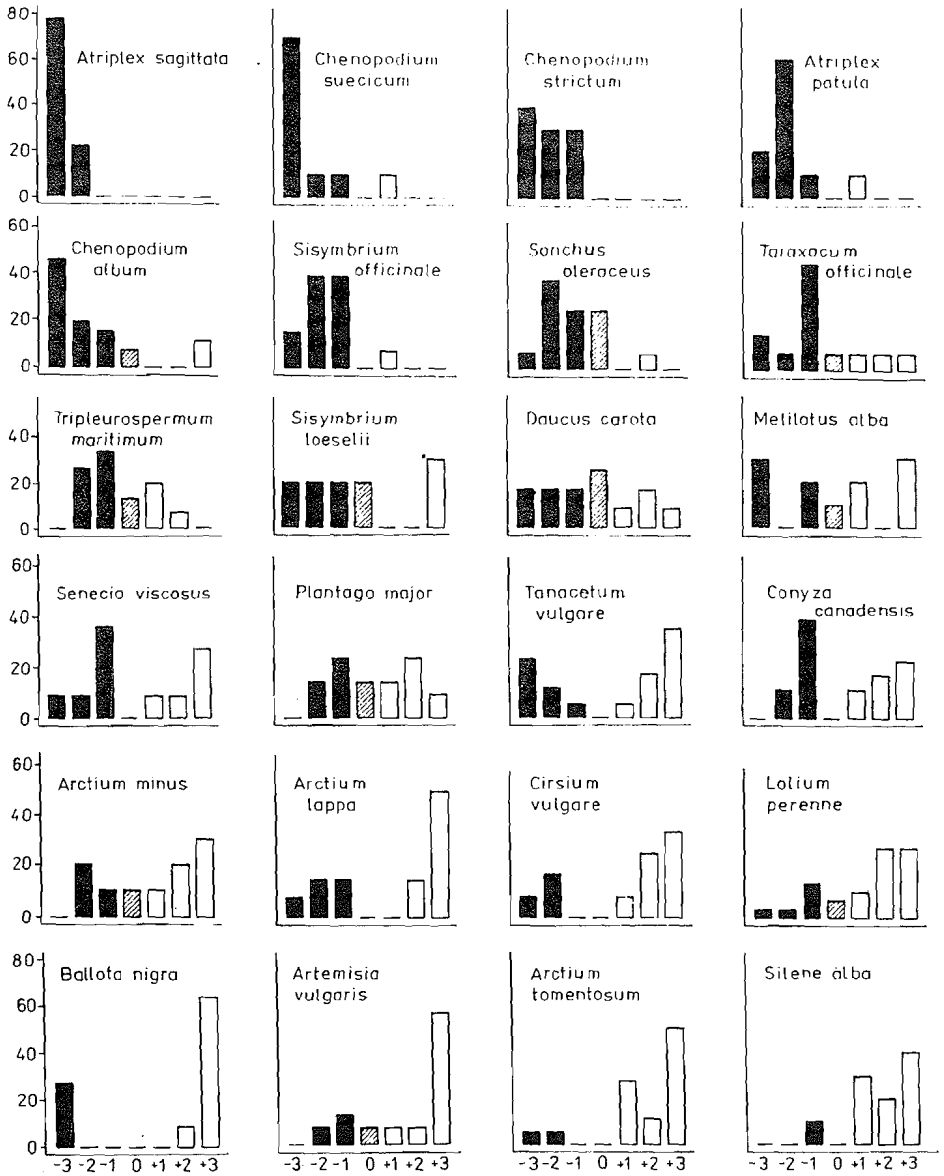 80
60
40
20
0
Atriplex sagittata
Chenopodium
suecicum
Chenopodium
strictum
Atriplex
patula
60
40
20
0
Chenopodium
album
Sisymbrium
officinale
Sonchus
oleraceus
Taraxacum
officinale
40
20
0
Tripleurospermum
maritimum
Sisymbrium
loeselii
Daucus carota
Melilotus alba
60
40
20
0
Senecio viscosus
Plantago major
Tanacetum
vulgare
Conyza
canadensis
60
40
20
0
Arctium minus
Arctium
lappa
Cirsium
vulgare
Lolium
perenne
80
60
40
20
0
Ballota nigra
Artemisia
vulgaris
Arctium
tomentosum
Silene alba
-3 -2 -1 0 +1 +2 +3
-3 -2 -1 0 +1 +2 +3
-3 -2 -1 0 +1 +2 +3
-3 -2 -1 0 +1 +2 +3